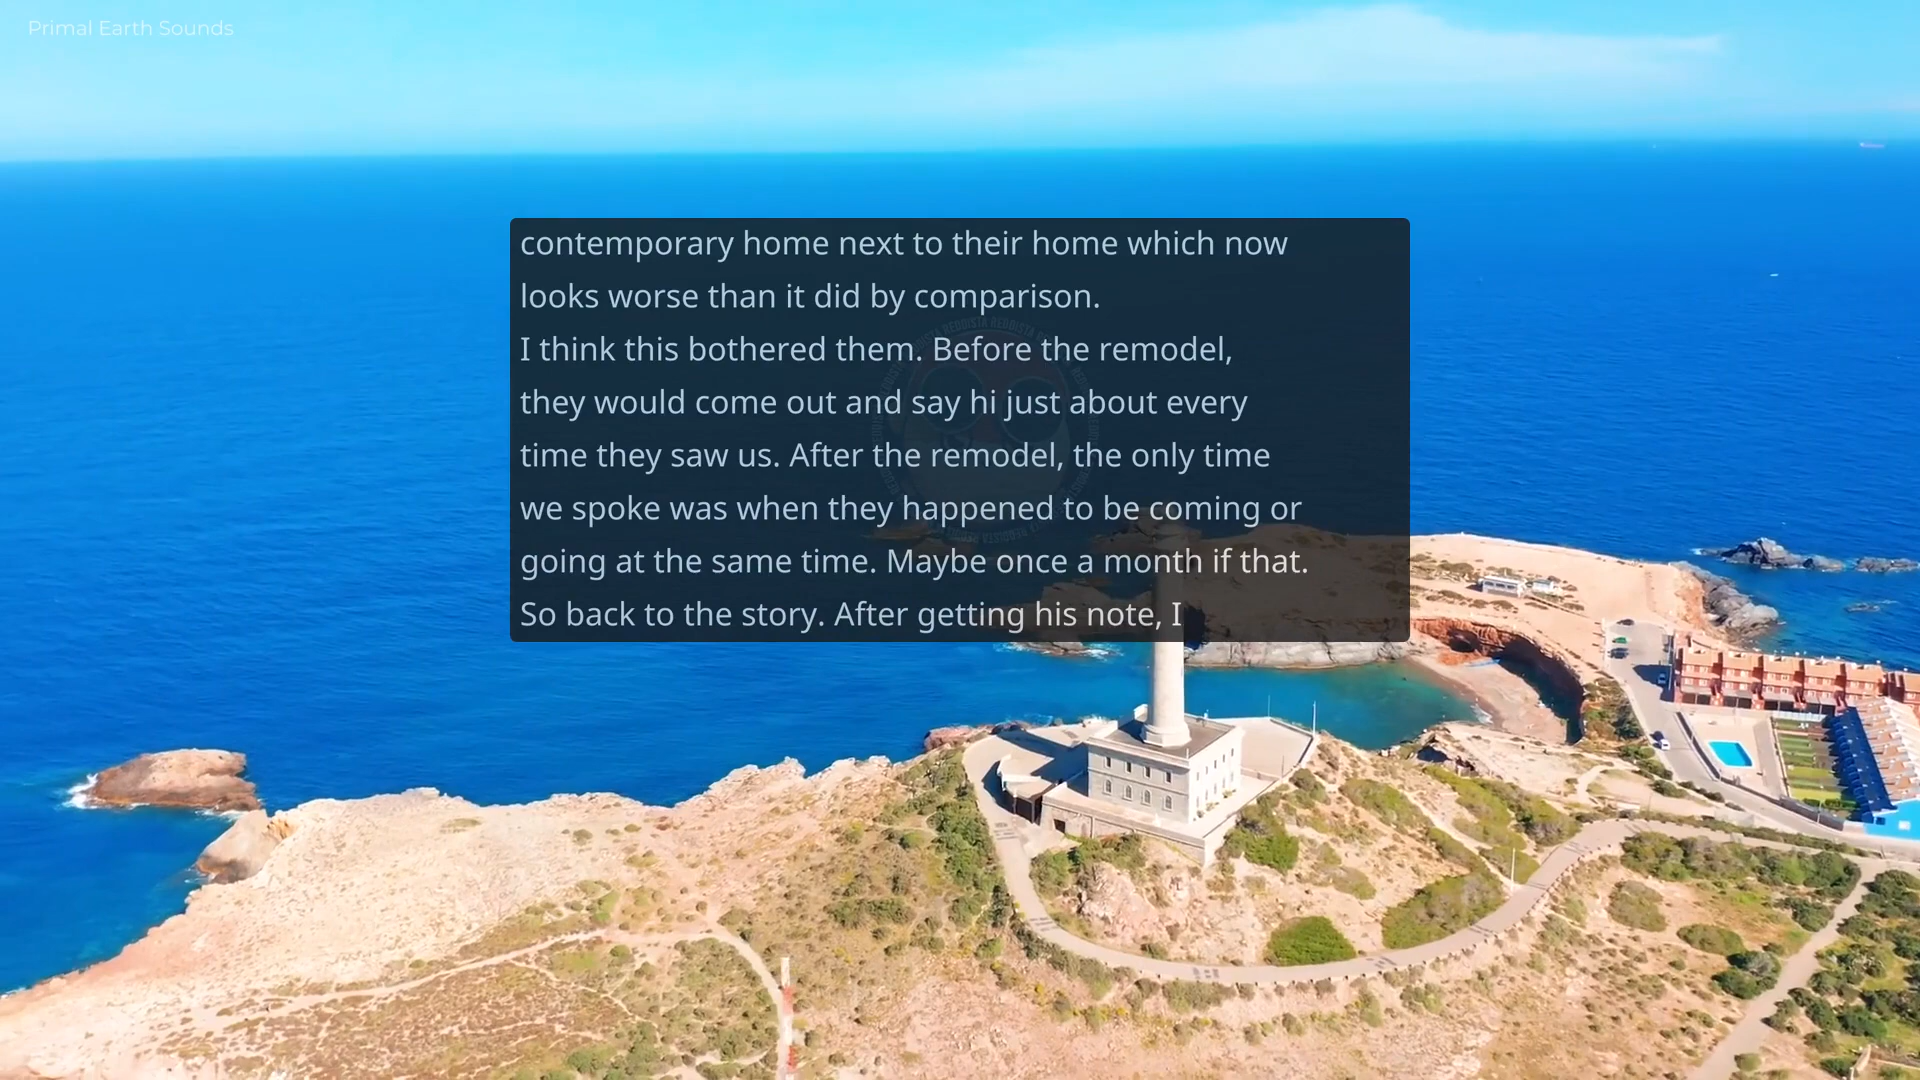 Primal Earth Sounds
contemporary home next to their home which now
looks worse than it did by comparison.
I think this bothered them. Before the remodel,
they would come out and say hi just about every
time they saw us. After the remodel, the only time
we spoke was when they happened to be coming or
going at the same time. Maybe once a month if that.
So back to the story. After getting his note, I